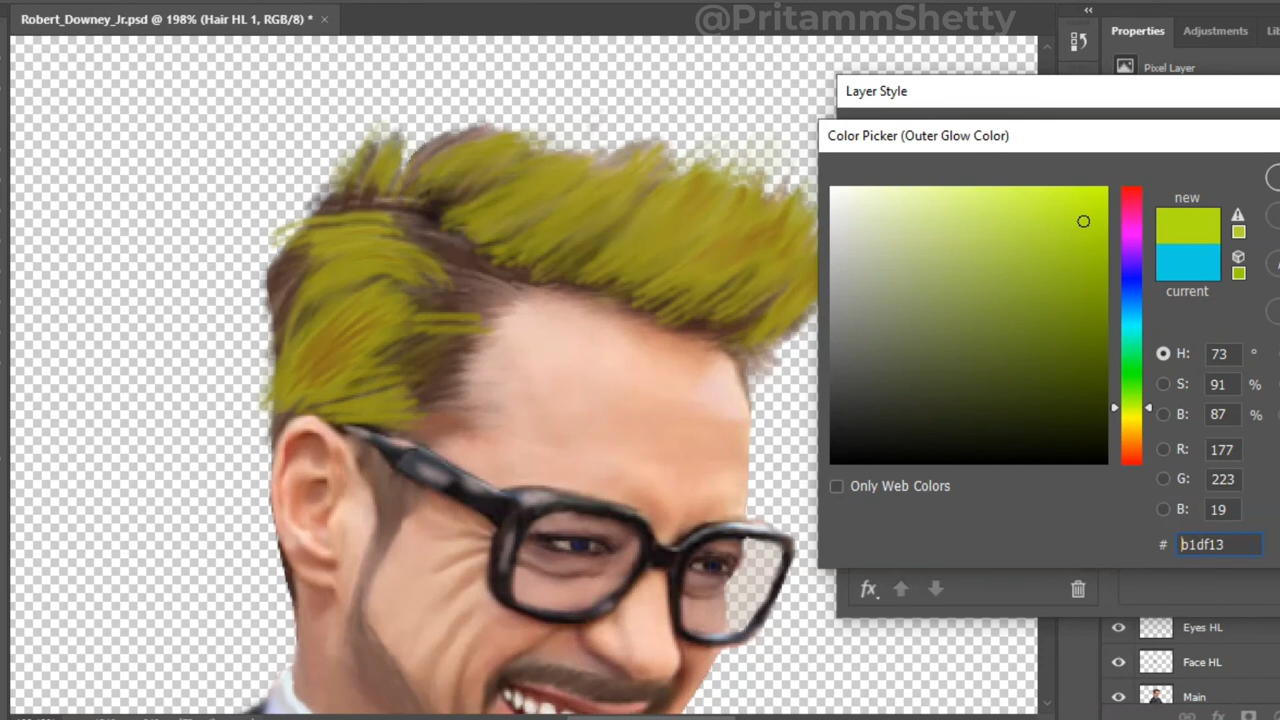 Robert_Downey_Jr.psd @ 198% (Hair HL 1, RGB/8) *
@PritammShetty
Properties
Adjustments
Pixel Layer
Layer Style
Color Picker (Outer Glow Color)
new
current
H: 73 °
S: 91 %
B: 87 %
R: 177
G: 223
B: 19
Only Web Colors
# b1df13
fx
Eyes HL
Face HL
Main